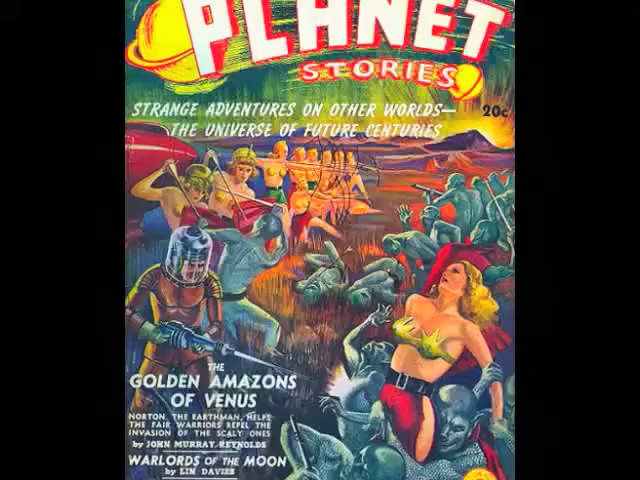 PLANET
STORIES
STRANGE ADVENTURES ON OTHER WORLDS—
THE UNIVERSE OF FUTURE CENTURIES
20c
THE
GOLDEN AMAZONS
OF VENUS
NORTON, THE EARTHMAN, HELPS
THE FAIR WARRIORS REPEL THE
INVASION OF THE SCALY ONES
by JOHN MURRAY REYNOLDS
WARLORDS OF THE MOON
by LIN DAVIES